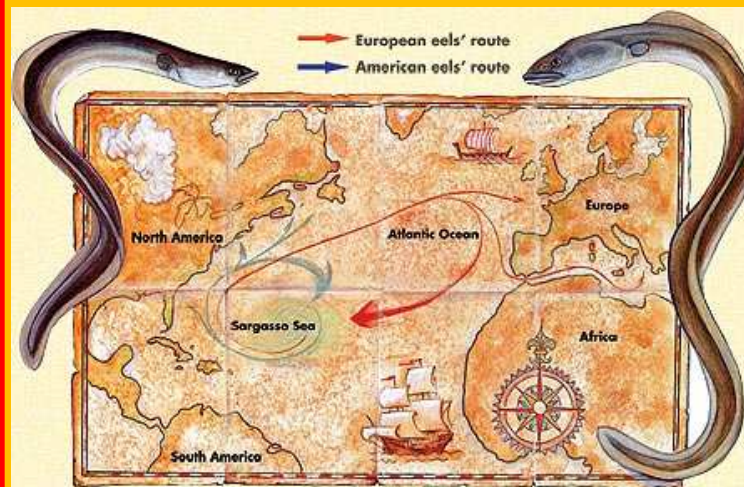 European eels' route
American eels' route
North America
Atlantic Ocean
Europe
Sargasso Sea
Africa
South America